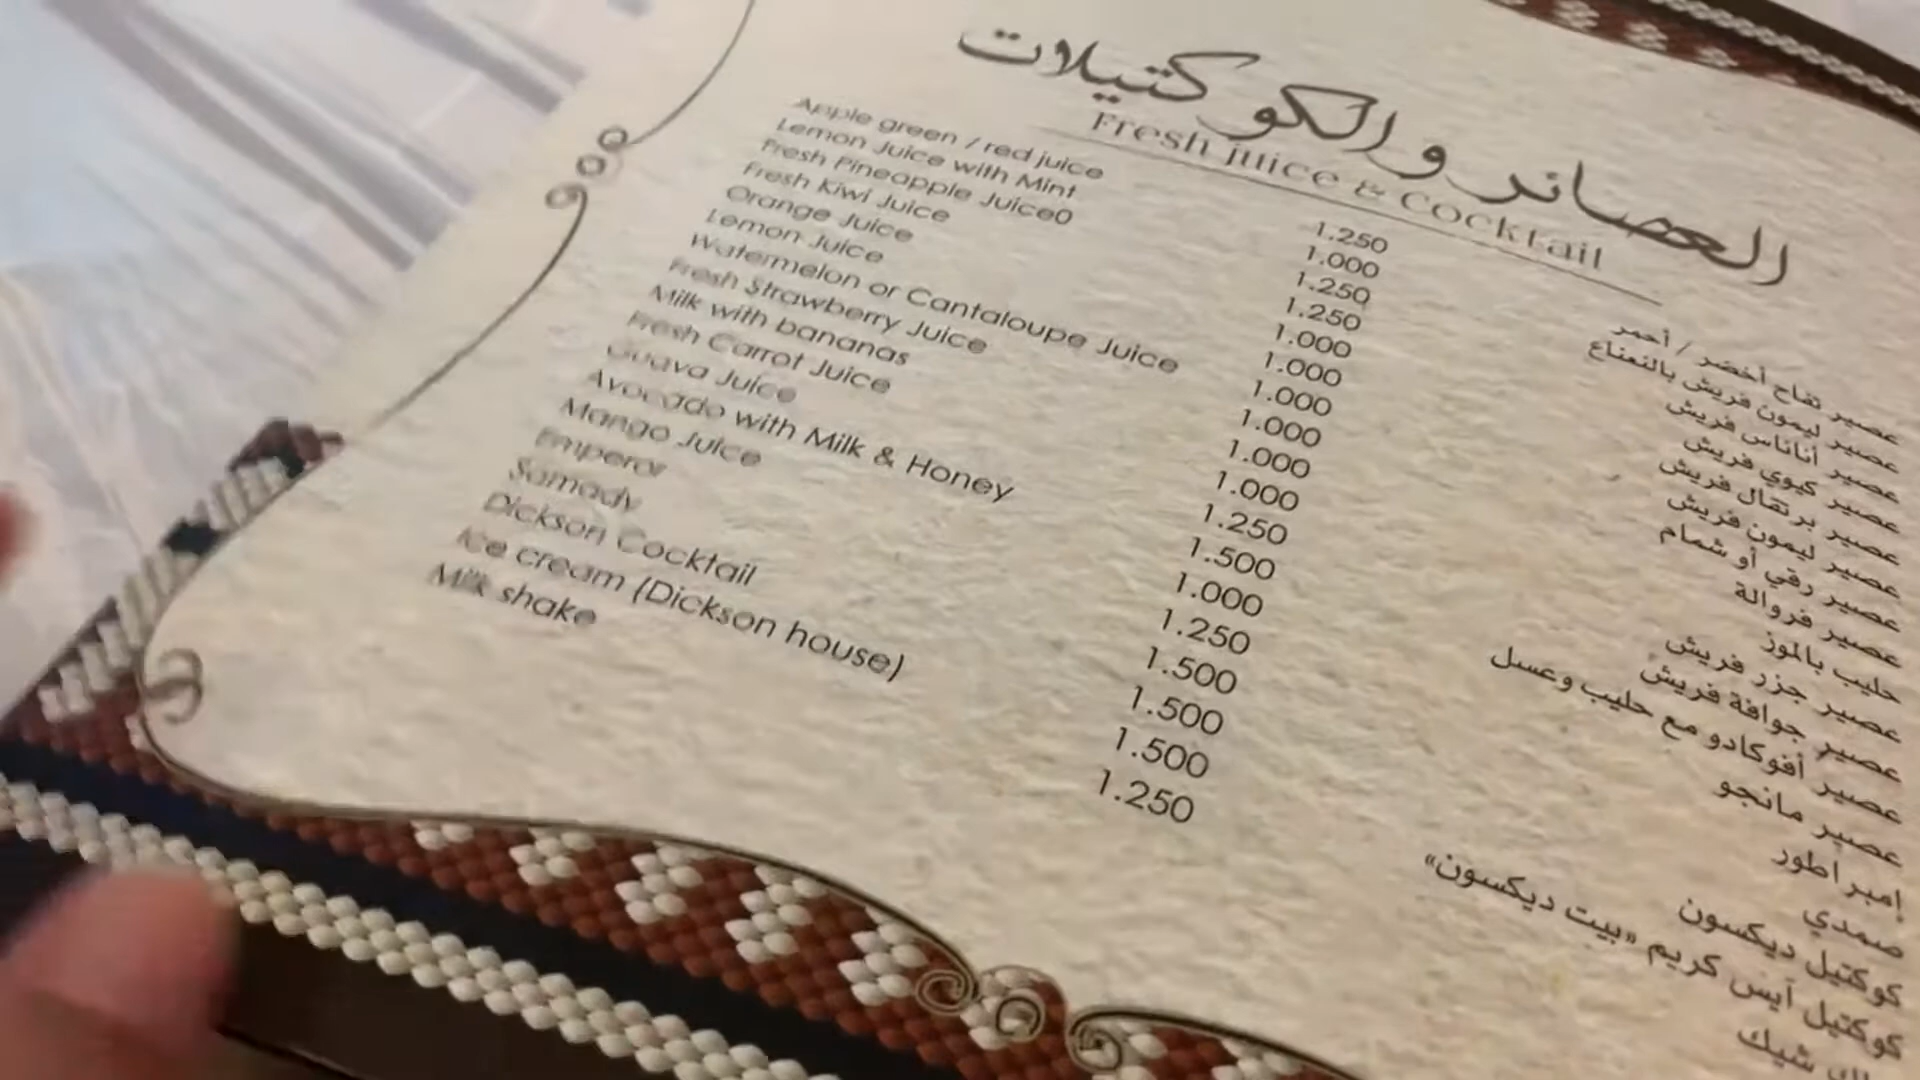 العصائر والكوكتيلات
Fresh juice & cocktail
Apple green / red juice 1.250 عصير تفاح أخضر / أحمر
Lemon Juice with Mint 1.000 عصير ليمون فريش بالنعناع
Fresh Pineapple Juice0 1.250 عصير أناناس فريش
Fresh Kiwi Juice 1.250 عصير كيوي فريش
Orange Juice 1.000 عصير برتقال فريش
Lemon Juice 1.000 عصير ليمون فريش
Watermelon or Cantaloupe Juice 1.000 عصير رقي أو شمام
Fresh Strawberry Juice 1.000 عصير فروالة
Milk with bananas 1.000 حليب بالموز
Fresh Carrot Juice 1.000 عصير جزر فريش
Guava Juice 1.250 عصير جوافة فريش
Avocado with Milk & Honey 1.500 عصير أفوكادو مع حليب وعسل
Mango Juice 1.000 عصير مانجو
Emperor 1.250 إمبراطور
Samady 1.500 صمدي
Dickson Cocktail 1.500 كوكتيل ديكسون
Ice cream (Dickson house) 1.500 كوكتيل آيس كريم «بيت ديكسون»
Milk shake 1.250 شيك